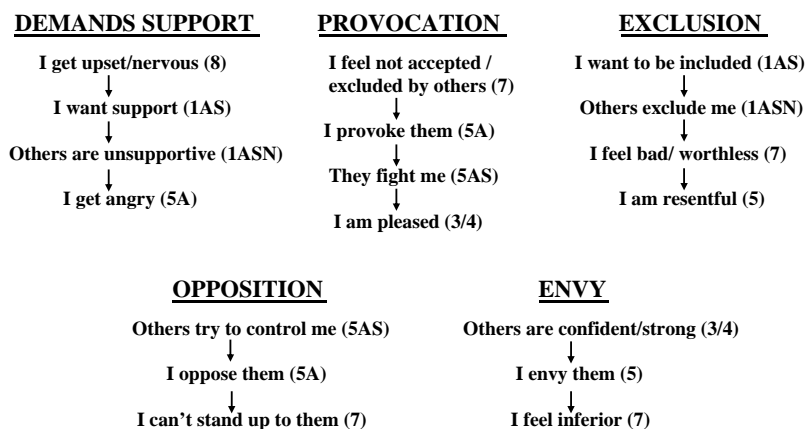 DEMANDS SUPPORT
I get upset/nervous (8)
I want support (1AS)
Others are unsupportive (1ASN)
I get angry (5A)
PROVOCATION
I feel not accepted /
excluded by others (7)
I provoke them (5A)
They fight me (5AS)
I am pleased (3/4)
EXCLUSION
I want to be included (1AS)
Others exclude me (1ASN)
I feel bad/ worthless (7)
I am resentful (5)
OPPOSITION
Others try to control me (5AS)
I oppose them (5A)
I can't stand up to them (7)
ENVY
Others are confident/strong (3/4)
I envy them (5)
I feel inferior (7)